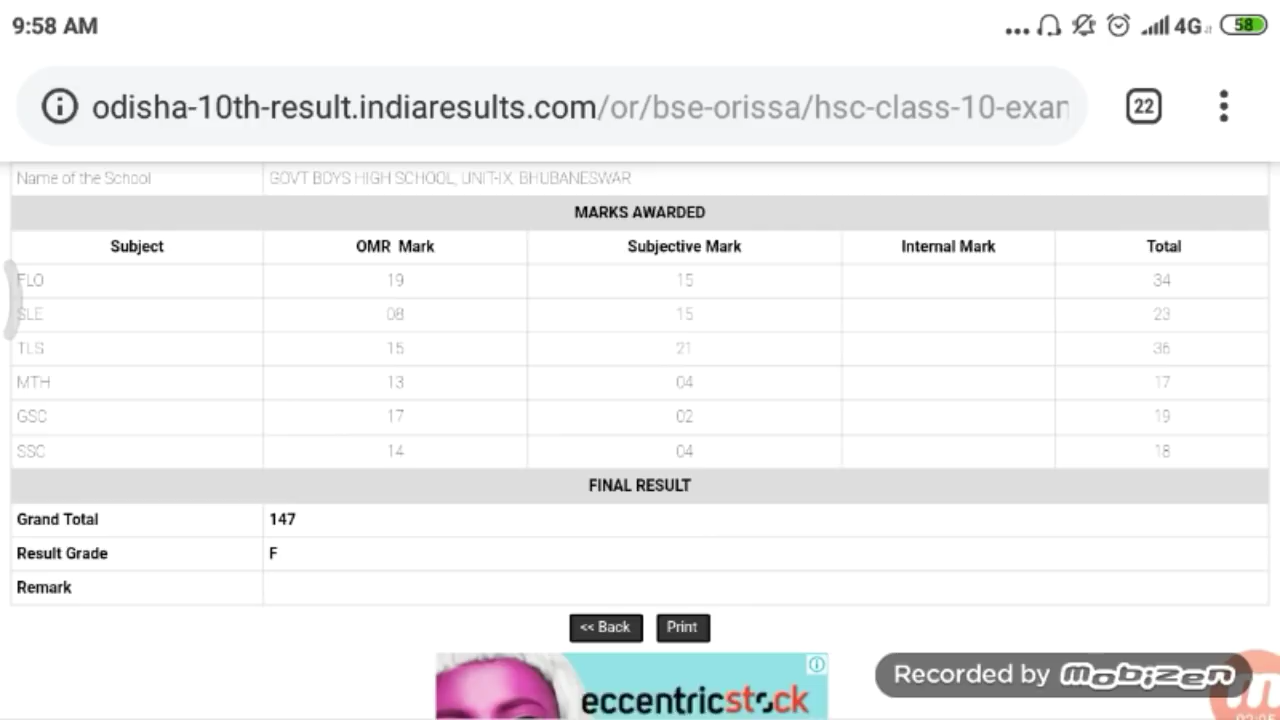 9:58 AM
... 4G 58
odisha-10th-result.indiaresults.com/or/bse-orissa/hsc-class-10-exan
22
Name of the School GOVT BOYS HIGH SCHOOL, UNIT-IX, BHUBANESWAR
MARKS AWARDED
Subject OMR Mark Subjective Mark Internal Mark Total
FLO 19 15 34
SLE 08 15 23
TLS 15 21 36
MTH 13 04 17
GSC 17 02 19
SSC 14 04 18
FINAL RESULT
Grand Total 147
Result Grade F
Remark
<< Back Print
eccentricstock
Recorded by mobizen